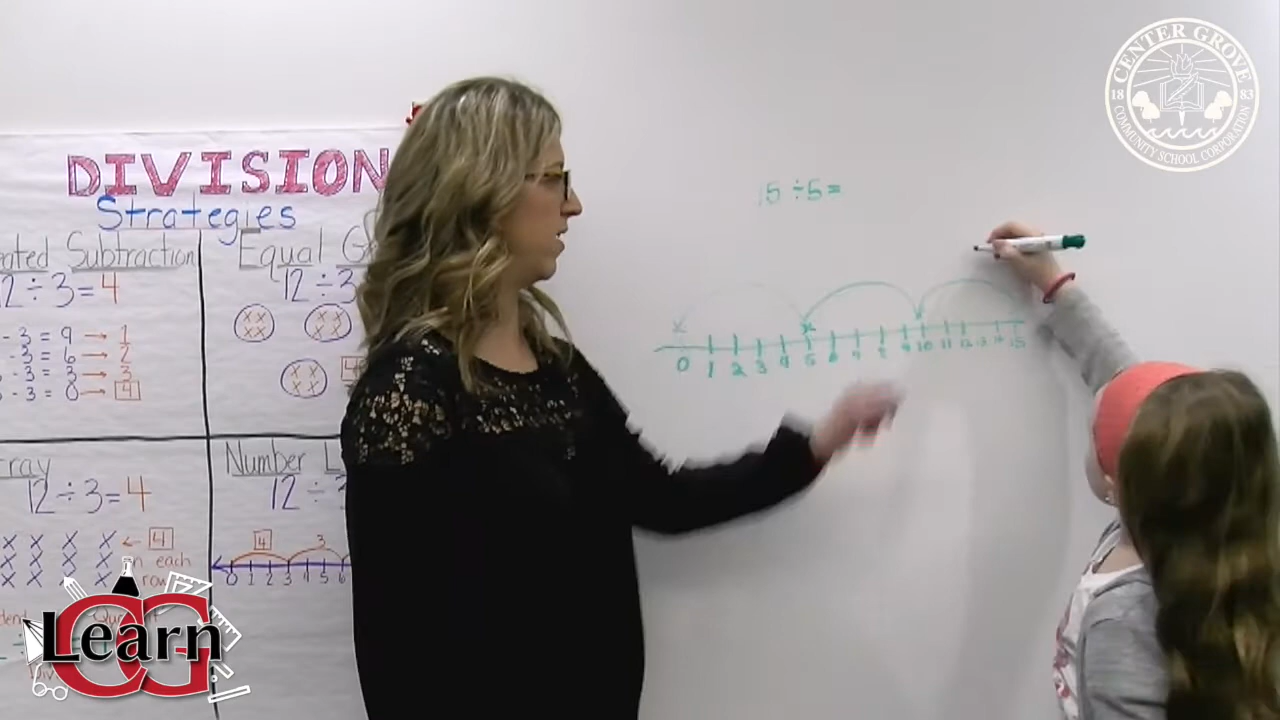 DIVISION
Strategies
Subtraction
12 ÷ 3 = 4
- 3 = 9 → 1
- 3 = 6 → 2
- 3 = 3 → 3
- 3 = 0 → 4
Equal
12 ÷ 3
x x
x x
x x
x x
x x
x x
12 ÷ 3 = 4
X X X X ← 4
X X X X in each
X X X X row
Number
12 ÷
4 3
0 1 2 3 4 5 6
15 ÷ 5 =
0 1 2 3 4 5 6 7 8 9 10 11 12 13 14 15
CENTER GROVE
18 83
COMMUNITY SCHOOL CORPORATION
CG
Learn